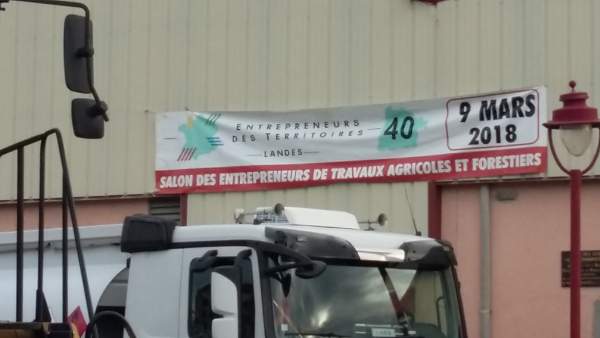 ENTREPRENEURS
DES TERRITOIRES
LANDES
40
9 MARS
2018
SALON DES ENTREPRENEURS DE TRAVAUX AGRICOLES ET FORESTIERS